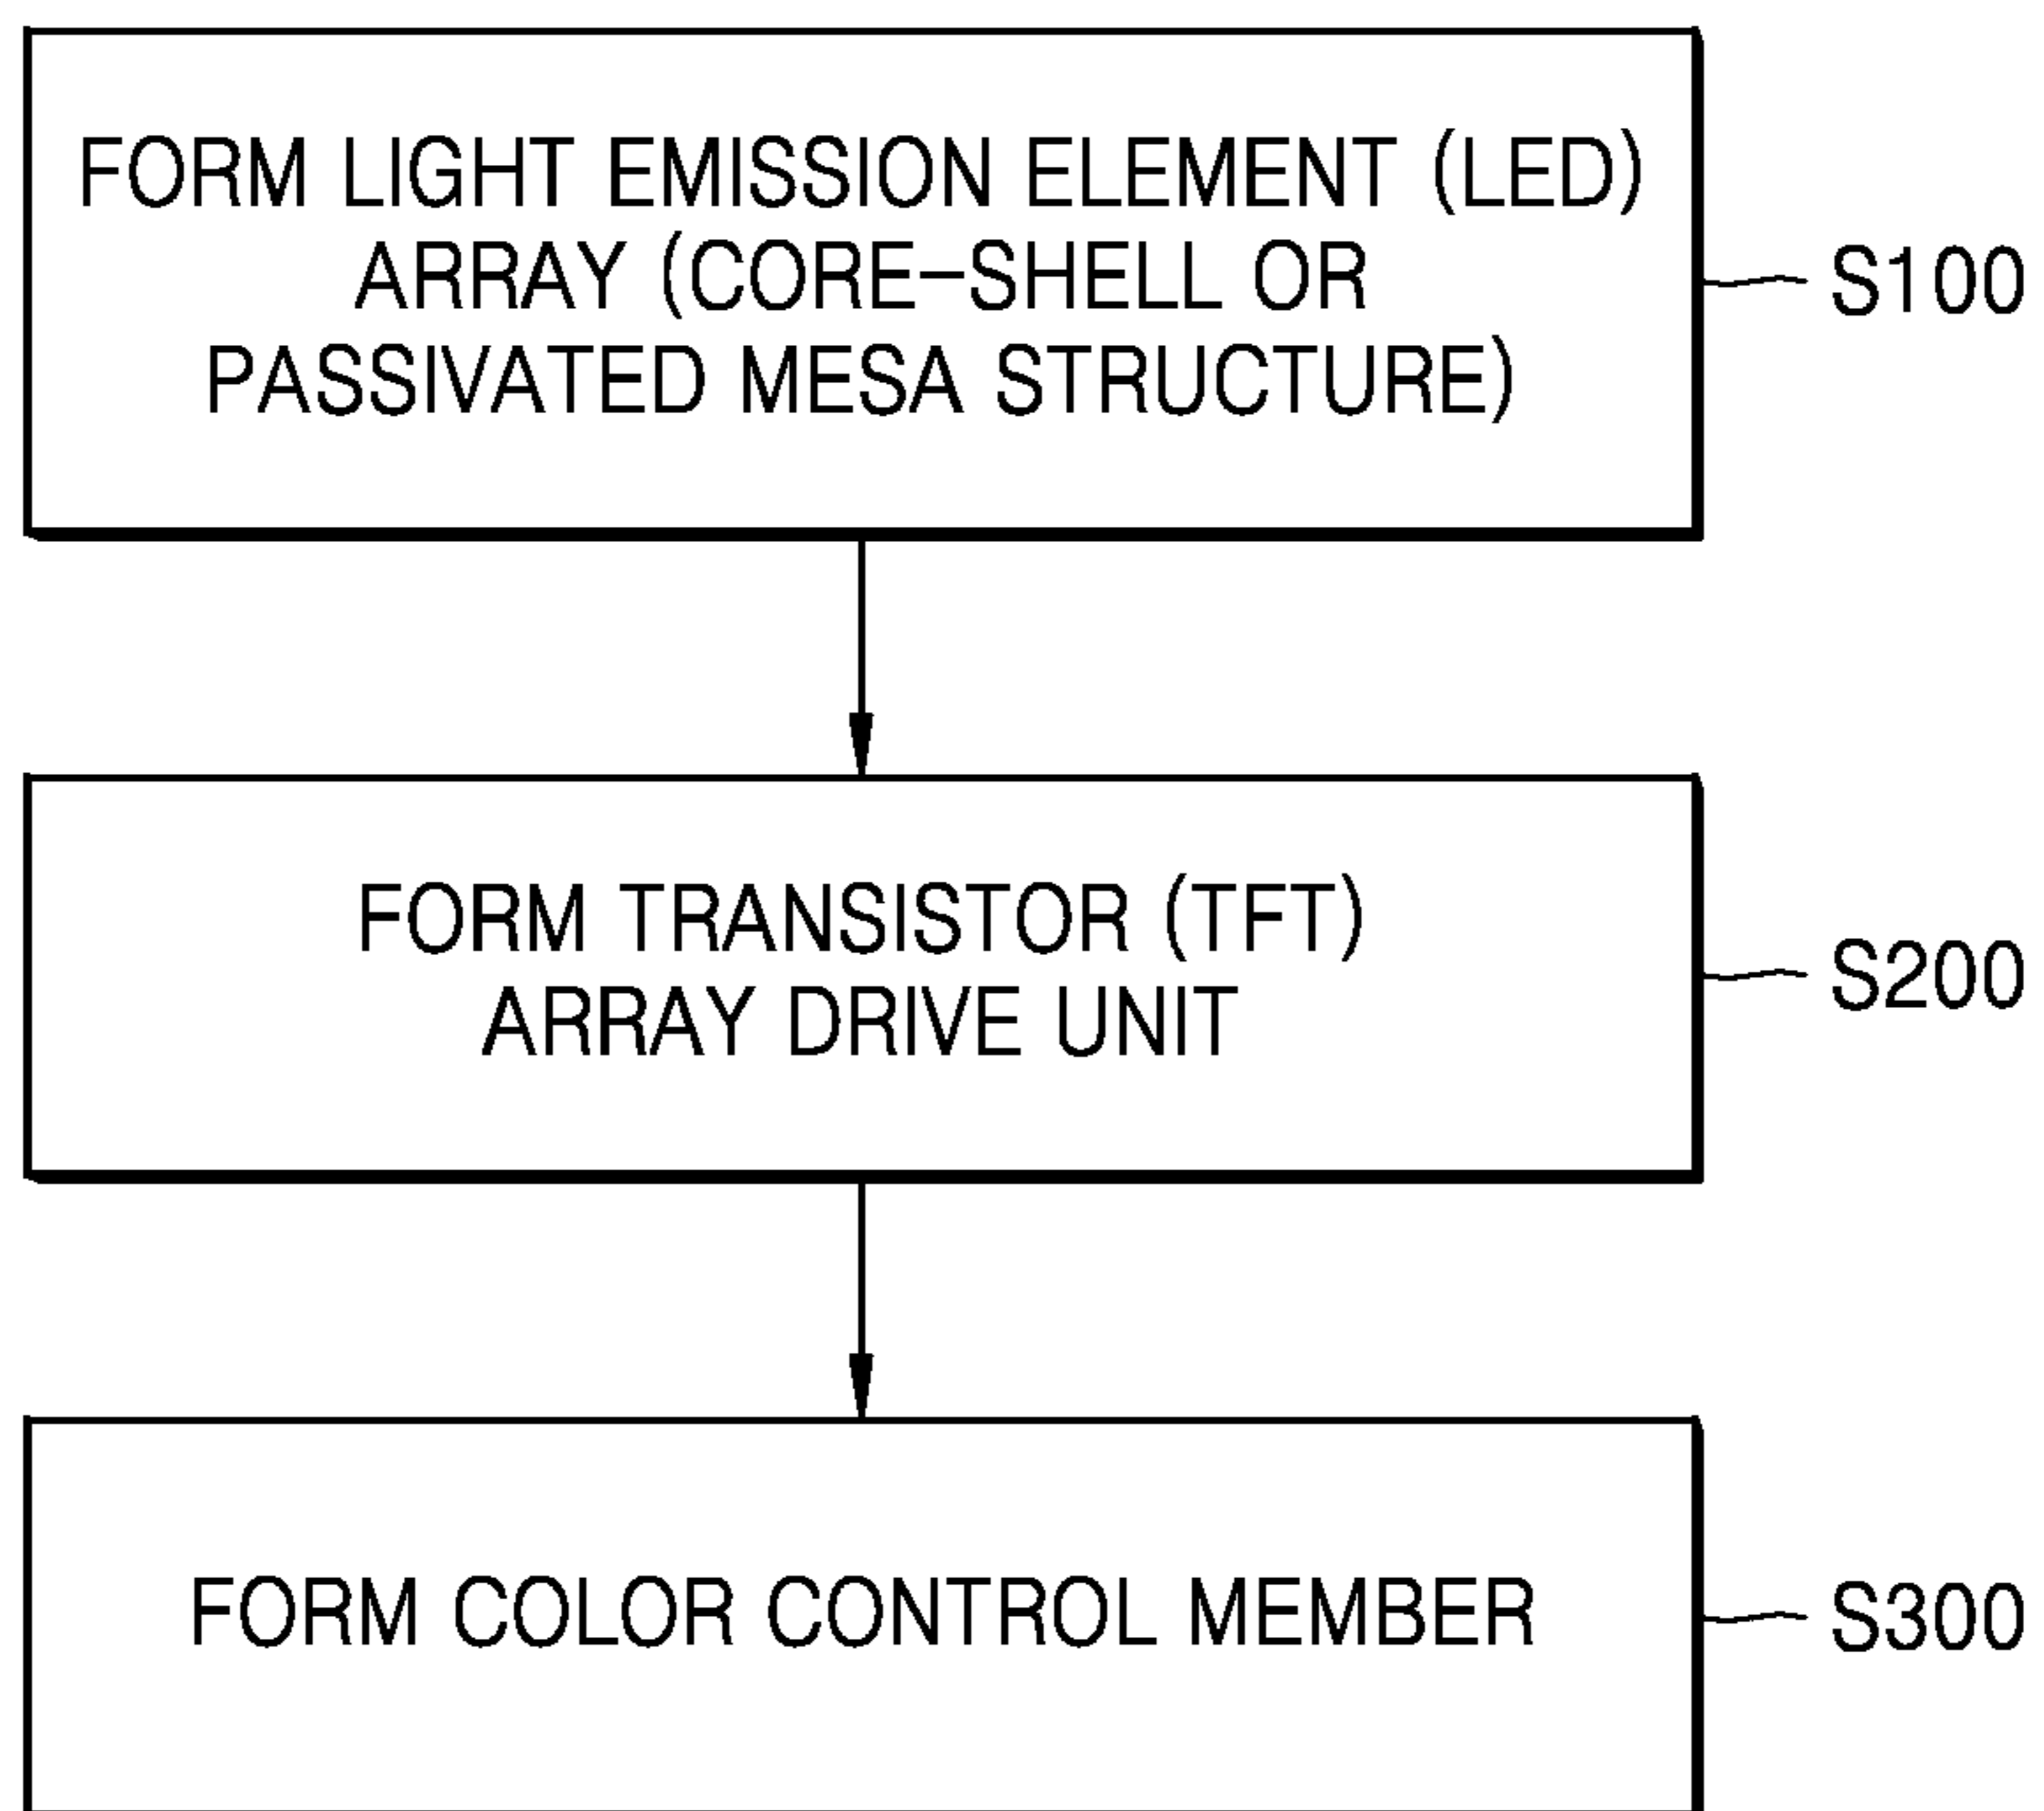 FORM LIGHT EMISSION ELEMENT (LED)
ARRAY (CORE-SHELL OR
PASSIVATED MESA STRUCTURE)
S100
FORM TRANSISTOR (TFT)
ARRAY DRIVE UNIT
S200
FORM COLOR CONTROL MEMBER
S300